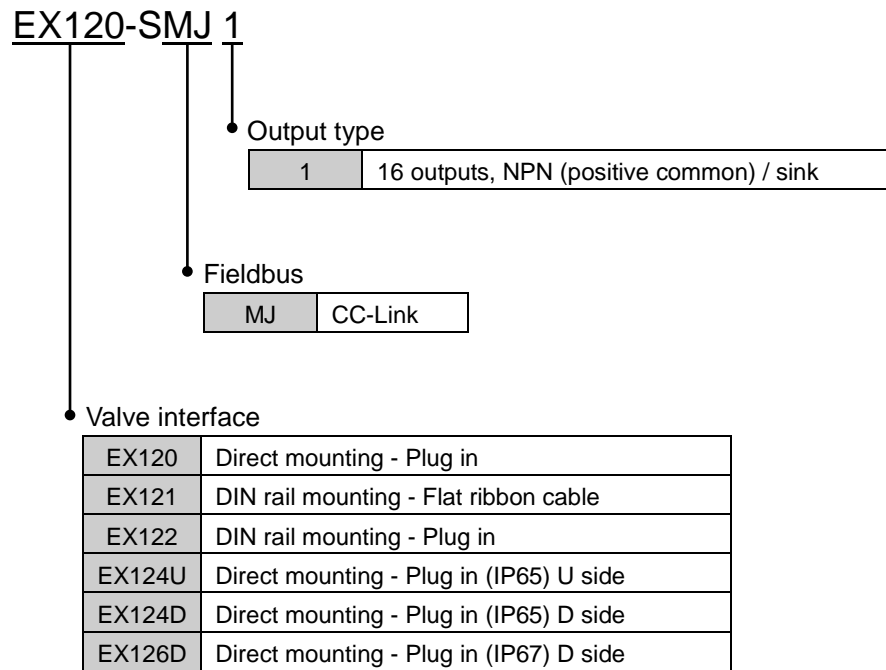 EX120-SMJ 1
Output type
1 16 outputs, NPN (positive common) / sink
Fieldbus
MJ CC-Link
Valve interface
EX120 Direct mounting - Plug in
EX121 DIN rail mounting - Flat ribbon cable
EX122 DIN rail mounting - Plug in
EX124U Direct mounting - Plug in (IP65) U side
EX124D Direct mounting - Plug in (IP65) D side
EX126D Direct mounting - Plug in (IP67) D side